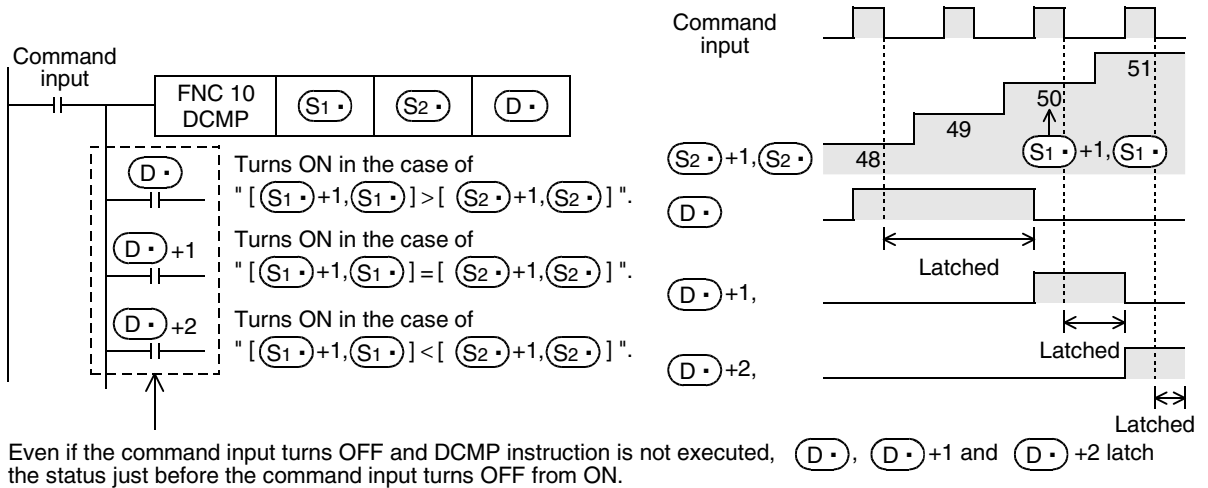 Command
input
FNC 10
DCMP
S1・
S2・
D・
D・
Turns ON in the case of
" [ S1・+1, S1・ ] > [ S2・+1, S2・ ] ".
D・+1
Turns ON in the case of
" [ S1・+1, S1・ ] = [ S2・+1, S2・ ] ".
D・+2
Turns ON in the case of
" [ S1・+1, S1・ ] < [ S2・+1, S2・ ] ".
Command
input
S2・+1, S2・
48
49
50
51
S1・+1, S1・
D・
Latched
D・+1,
Latched
D・+2,
Latched
Even if the command input turns OFF and DCMP instruction is not executed, D・, D・+1 and D・+2 latch
the status just before the command input turns OFF from ON.